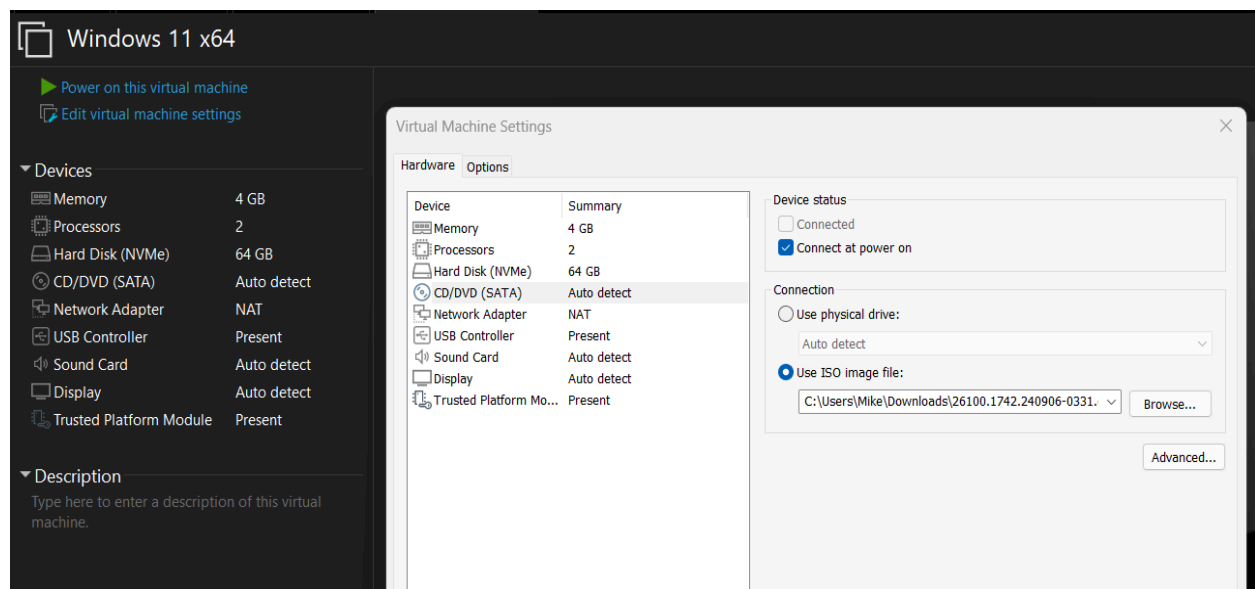 Windows 11 x64
Power on this virtual machine
Edit virtual machine settings
Devices
Memory 4 GB
Processors 2
Hard Disk (NVMe) 64 GB
CD/DVD (SATA) Auto detect
Network Adapter NAT
USB Controller Present
Sound Card Auto detect
Display Auto detect
Trusted Platform Module Present
Description
Type here to enter a description of this virtual
machine.
Virtual Machine Settings
Hardware Options
Device Summary
Memory 4 GB
Processors 2
Hard Disk (NVMe) 64 GB
CD/DVD (SATA) Auto detect
Network Adapter NAT
USB Controller Present
Sound Card Auto detect
Display Auto detect
Trusted Platform Mo... Present
Device status
Connected
Connect at power on
Connection
Use physical drive:
Auto detect
Use ISO image file:
C:\Users\Mike\Downloads\26100.1742.240906-0331.
Browse...
Advanced...